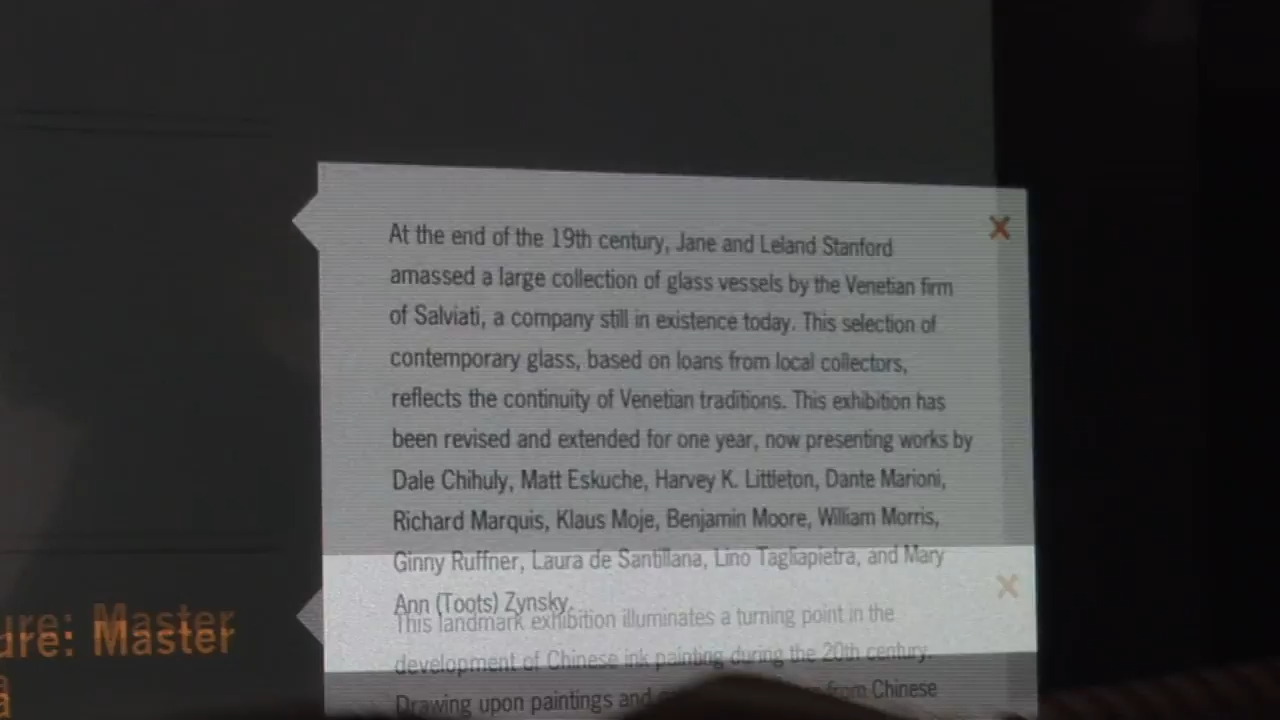 At the end of the 19th century, Jane and Leland Stanford
amassed a large collection of glass vessels by the Venetian firm
of Salviati, a company still in existence today. This selection of
contemporary glass, based on loans from local collectors,
reflects the continuity of Venetian traditions. This exhibition has
been revised and extended for one year, now presenting works by
Dale Chihuly, Matt Eskuche, Harvey K. Littleton, Dante Marioni,
Richard Marquis, Klaus Moje, Benjamin Moore, William Morris,
Ginny Ruffner, Laura de Santillana, Lino Tagliapietra, and Mary
Ann (Toots) Zynsky.
This landmark exhibition illuminates a turning point in the
ure: Master
development of Chinese ink painting during the 20th century.
Drawing upon paintings and from Chinese
a